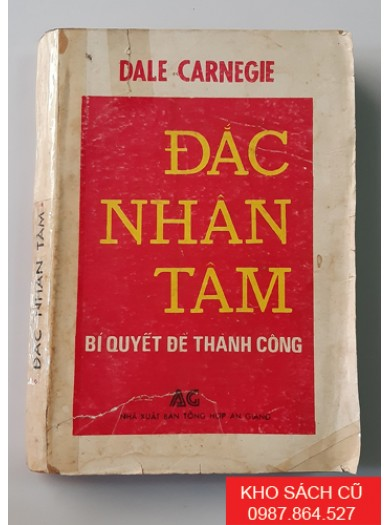 DALE CARNEGIE
ĐẮC
NHÂN
TÂM
BÍ QUYẾT ĐỂ THÀNH CÔNG
AG
NHÀ XUẤT BẢN TỔNG HỢP AN GIANG
ĐẮC NHÂN TÂM
KHO SÁCH CŨ
0987.864.527